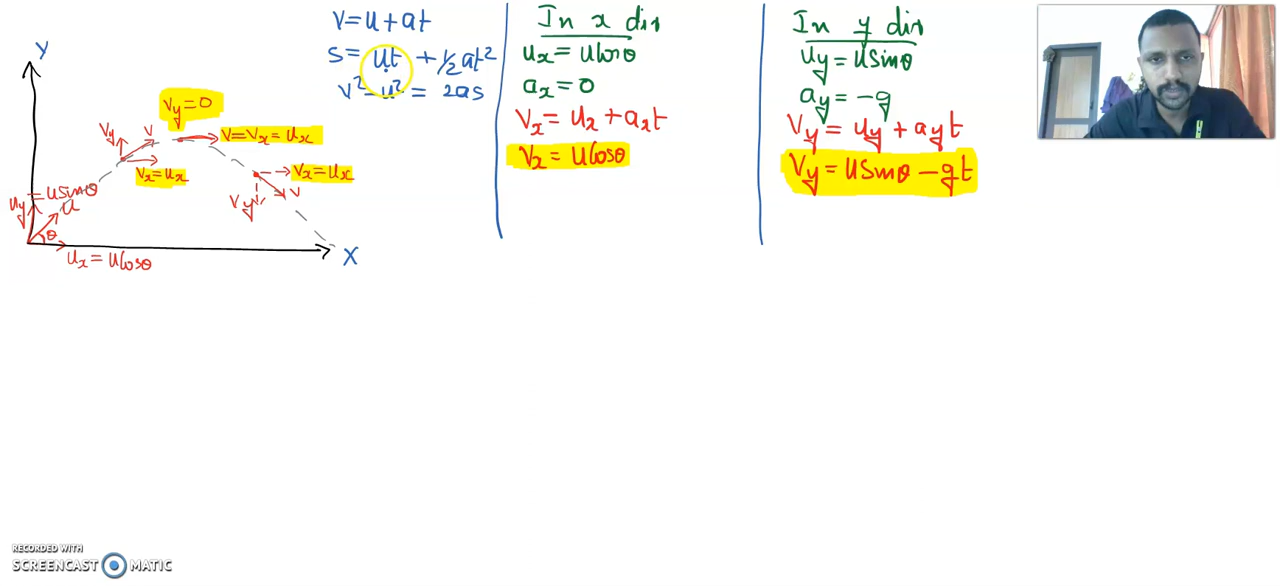 Y
V = u + at
S = ut + 1/2 at²
V² - u² = 2as
Vy = 0
Vy
V
V = Vx = ux
Vx = ux
Vx = ux
V
Vy
uy = usinθ
u
θ
ux = ucosθ
X
In x dir
ux = ucosθ
ax = 0
Vx = ux + axt
Vx = ucosθ
In y dir
uy = usinθ
ay = -g
Vy = uy + ayt
Vy = usinθ - gt
RECORDED WITH
SCREENCAST MATIC